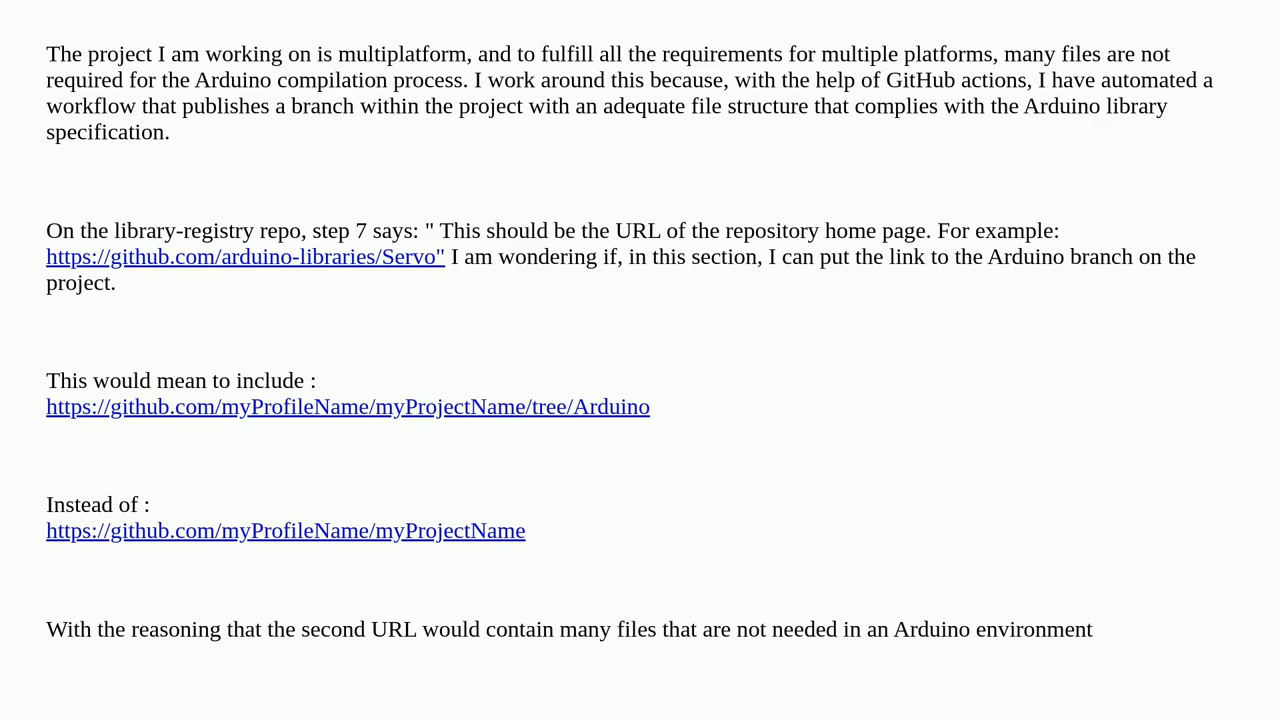 The project I am working on is multiplatform, and to fulfill all the requirements for multiple platforms, many files are not
required for the Arduino compilation process. I work around this because, with the help of GitHub actions, I have automated a
workflow that publishes a branch within the project with an adequate file structure that complies with the Arduino library
specification.
On the library-registry repo, step 7 says: " This should be the URL of the repository home page. For example:
https://github.com/arduino-libraries/Servo" I am wondering if, in this section, I can put the link to the Arduino branch on the
project.
This would mean to include :
https://github.com/myProfileName/myProjectName/tree/Arduino
Instead of :
https://github.com/myProfileName/myProjectName
With the reasoning that the second URL would contain many files that are not needed in an Arduino environment